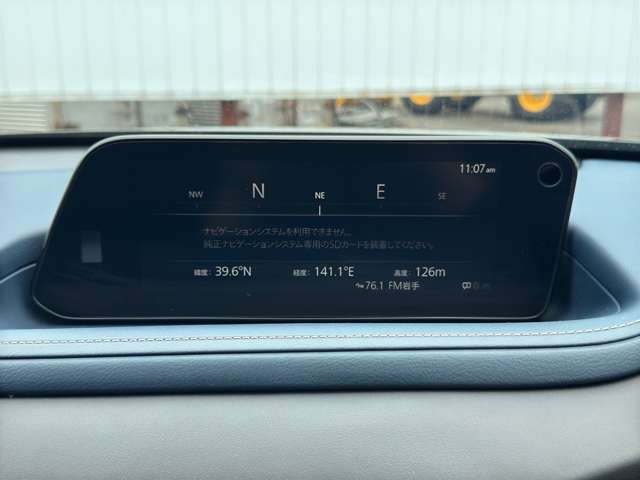 11:07am
NW N NE E SE
ナビゲーションシステムを利用できません。
純正ナビゲーションシステム専用のSDカードを装着してください。
緯度: 39.6°N 経度: 141.1°E 高度: 126m
76.1 FM岩手